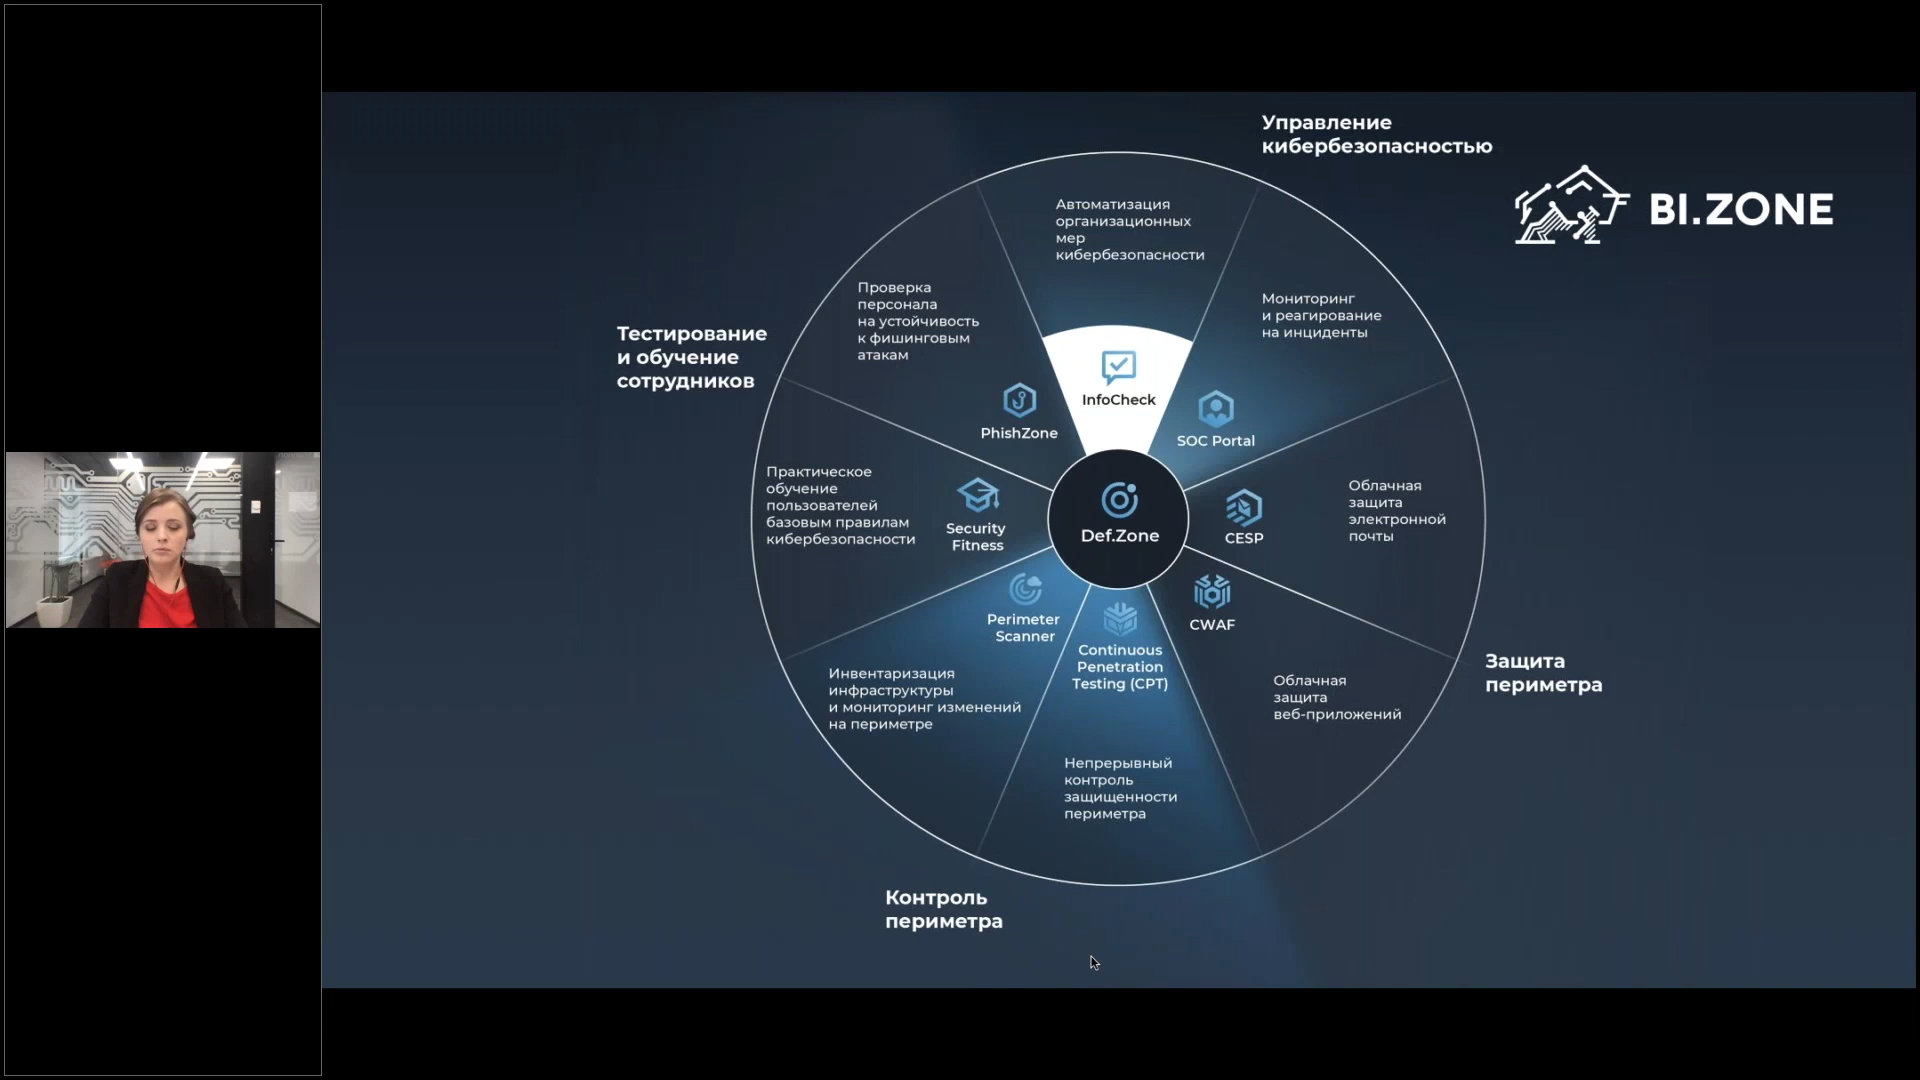 Управление
кибербезопасностью
BI.ZONE
Автоматизация
организационных
мер
кибербезопасности
InfoCheck
Мониторинг
и реагирование
на инциденты
SOC Portal
Облачная
защита
электронной
почты
CESP
Защита
периметра
Облачная
защита
веб-приложений
CWAF
Непрерывный
контроль
защищенности
периметра
Continuous
Penetration
Testing (CPT)
Контроль
периметра
Инвентаризация
инфраструктуры
и мониторинг изменений
на периметре
Perimeter
Scanner
Практическое
обучение
пользователей
базовым правилам
кибербезопасности
Security
Fitness
Тестирование
и обучение
сотрудников
Проверка
персонала
на устойчивость
к фишинговым
атакам
PhishZone
Def.Zone